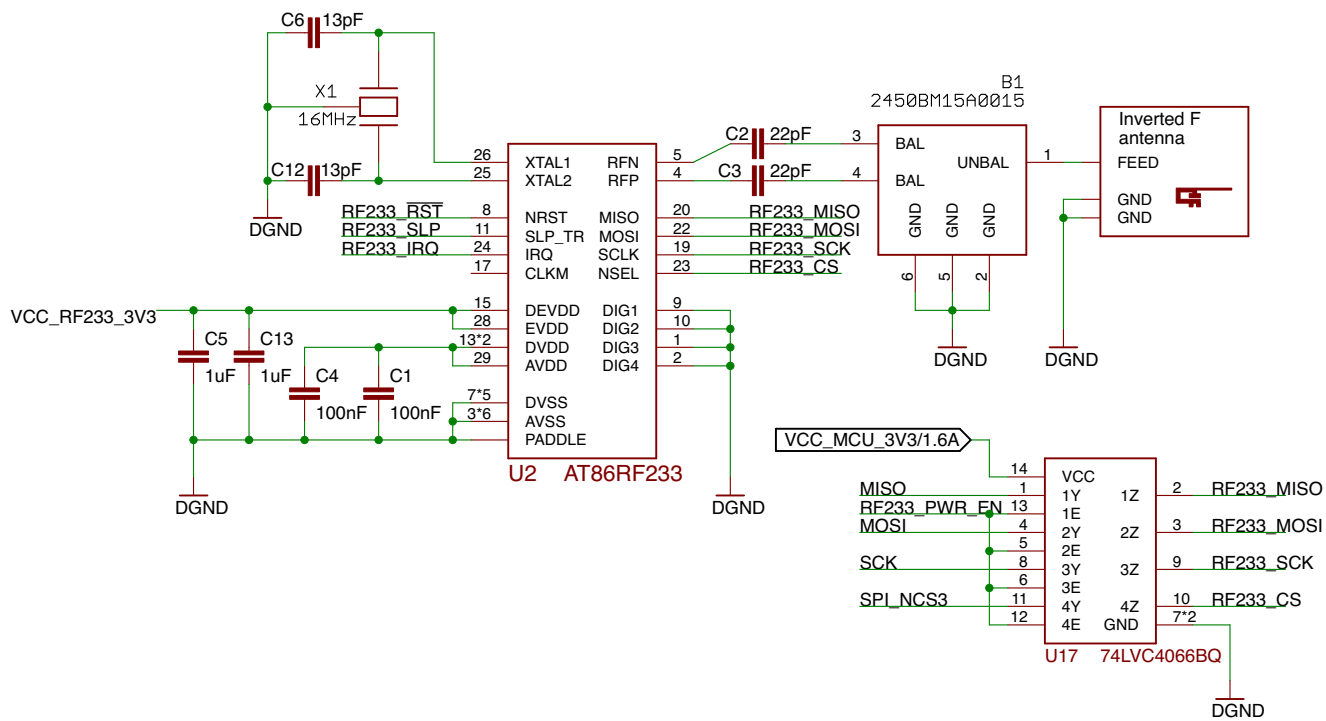 C6 13pF
X1
16MHz
C12 13pF
DGND
RF233_RST
RF233_SLP
RF233_IRQ
VCC_RF233_3V3
C5
1uF
C13
1uF
C4
100nF
C1
100nF
DGND
26 XTAL1
25 XTAL2
8 NRST
11 SLP_TR
24 IRQ
17 CLKM
15 DEVDD
28 EVDD
13*2 DVDD
29 AVDD
7*5 DVSS
3*6 AVSS
PADDLE
RFN 5
RFP 4
MISO 20 RF233_MISO
MOSI 22 RF233_MOSI
SCLK 19 RF233_SCK
NSEL 23 RF233_CS
DIG1 9
DIG2 10
DIG3 1
DIG4 2
U2 AT86RF233
DGND
C2 22pF
C3 22pF
B1
2450BM15A0015
3 BAL
4 BAL
UNBAL 1
GND GND GND
6 5 2
DGND
Inverted F
antenna
FEED
GND
GND
DGND
VCC_MCU_3V3/1.6A
14 VCC
MISO 1 1Y
RF233_PWR_EN 13 1E
MOSI 4 2Y
5 2E
SCK 8 3Y
6 3E
SPI_NCS3 11 4Y
12 4E
1Z 2 RF233_MISO
2Z 3 RF233_MOSI
3Z 9 RF233_SCK
4Z 10 RF233_CS
GND 7*2
U17 74LVC4066BQ
DGND